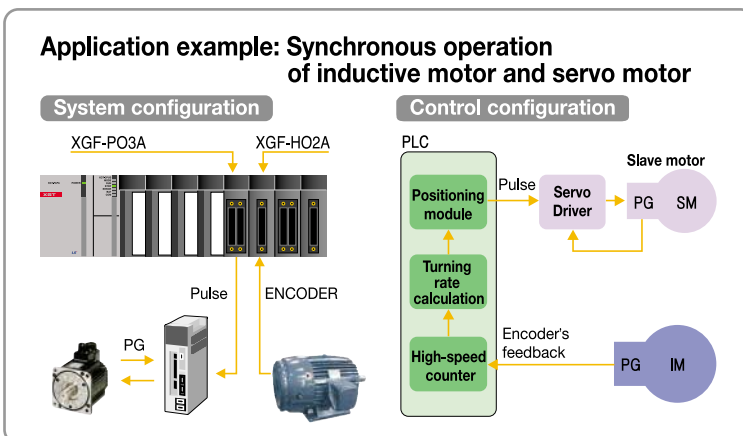 Application example: Synchronous operation
of inductive motor and servo motor
System configuration
XGF-PO3A
XGF-HO2A
XGT
Pulse
ENCODER
PG
Control configuration
PLC
Positioning
module
Turning
rate
calculation
High-speed
counter
Pulse
Servo
Driver
Slave motor
PG
SM
Encoder's
feedback
PG
IM